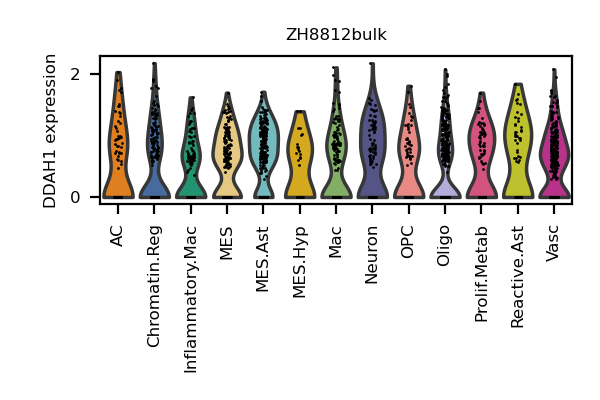 ZH8812bulk
DDAH1 expression
2
0
AC
Chromatin.Reg
Inflammatory.Mac
MES
MES.Ast
MES.Hyp
Mac
Neuron
OPC
Oligo
Prolif.Metab
Reactive.Ast
Vasc